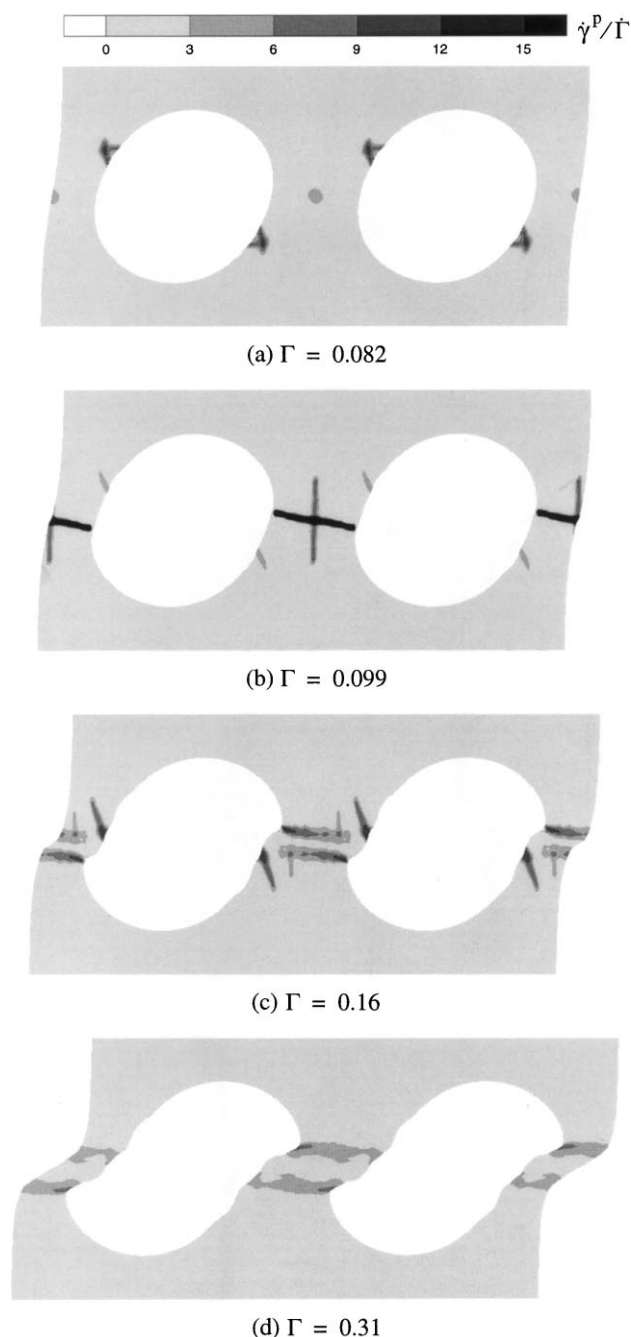 γ̇ᵖ/Γ̇
0 3 6 9 12 15
(a) Γ = 0.082
(b) Γ = 0.099
(c) Γ = 0.16
(d) Γ = 0.31